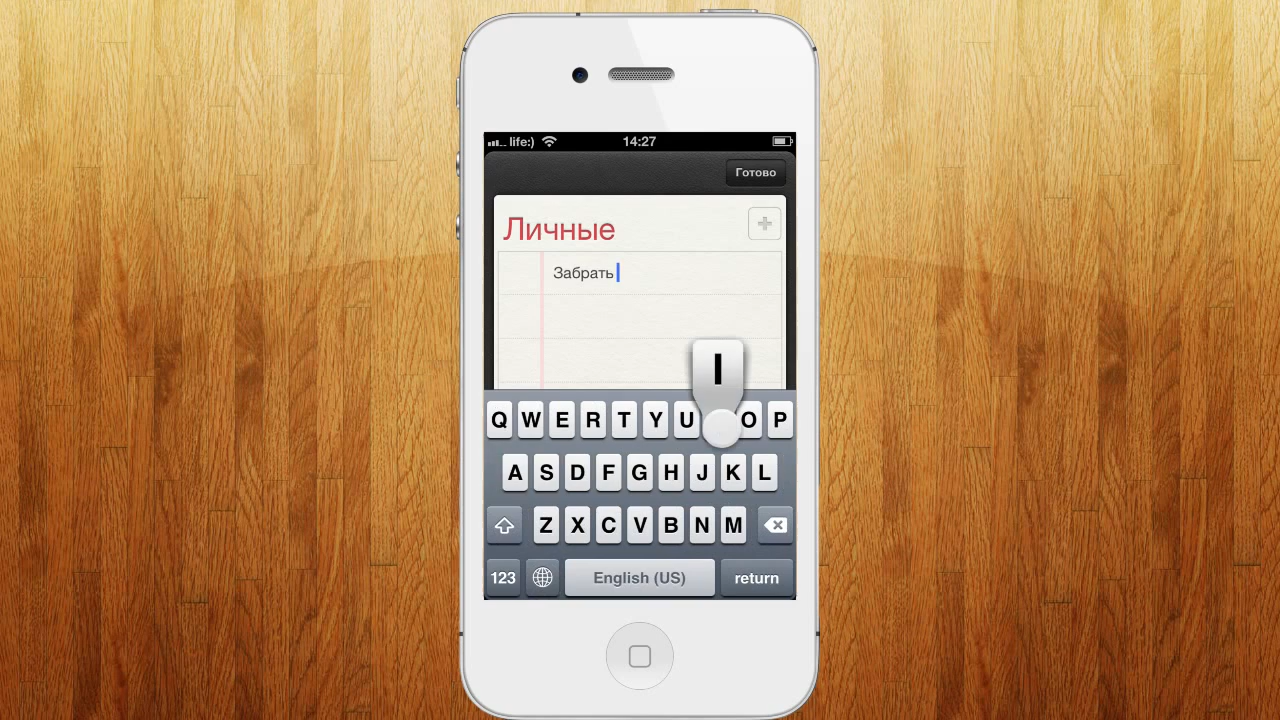 life:) 14:27
Готово
Личные
Забрать
I
Q W E R T Y U O P
A S D F G H J K L
Z X C V B N M
123 English (US) return